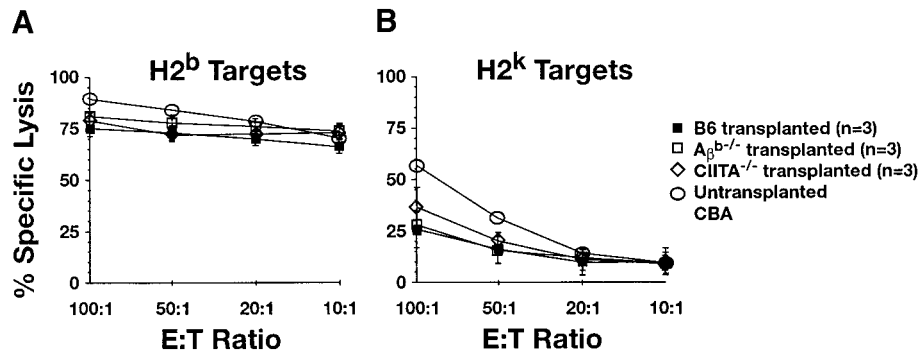 A
H2ᵇ Targets
% Specific Lysis
100
75
50
25
0
100:1 50:1 20:1 10:1
E:T Ratio
B
H2ᵏ Targets
100
75
50
25
0
100:1 50:1 20:1 10:1
E:T Ratio
B6 transplanted (n=3)
Aᵦᵇ⁻/⁻ transplanted (n=3)
CIITA⁻/⁻ transplanted (n=3)
Untransplanted
CBA